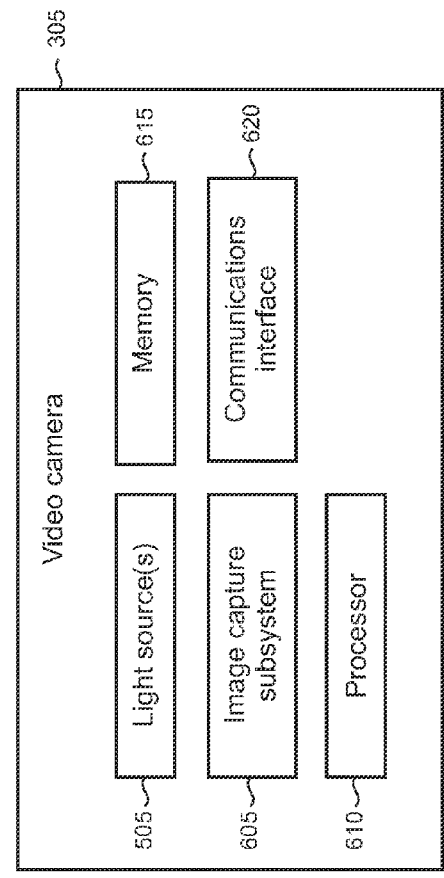 305
Video camera
505
Light source(s)
Memory
615
605
Image capture
subsystem
Communications
interface
620
610
Processor